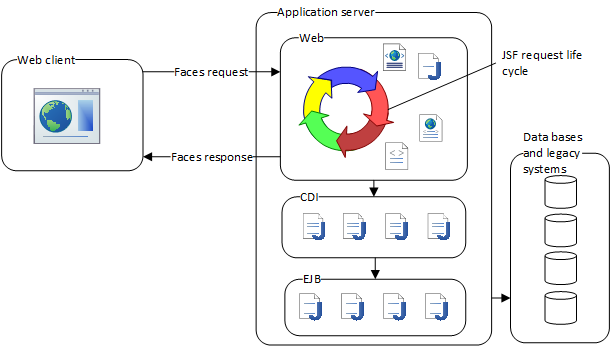 Application server
Web
Web client
Faces request
JSF request life
cycle
Faces response
Data bases
and legacy
systems
CDI
EJB